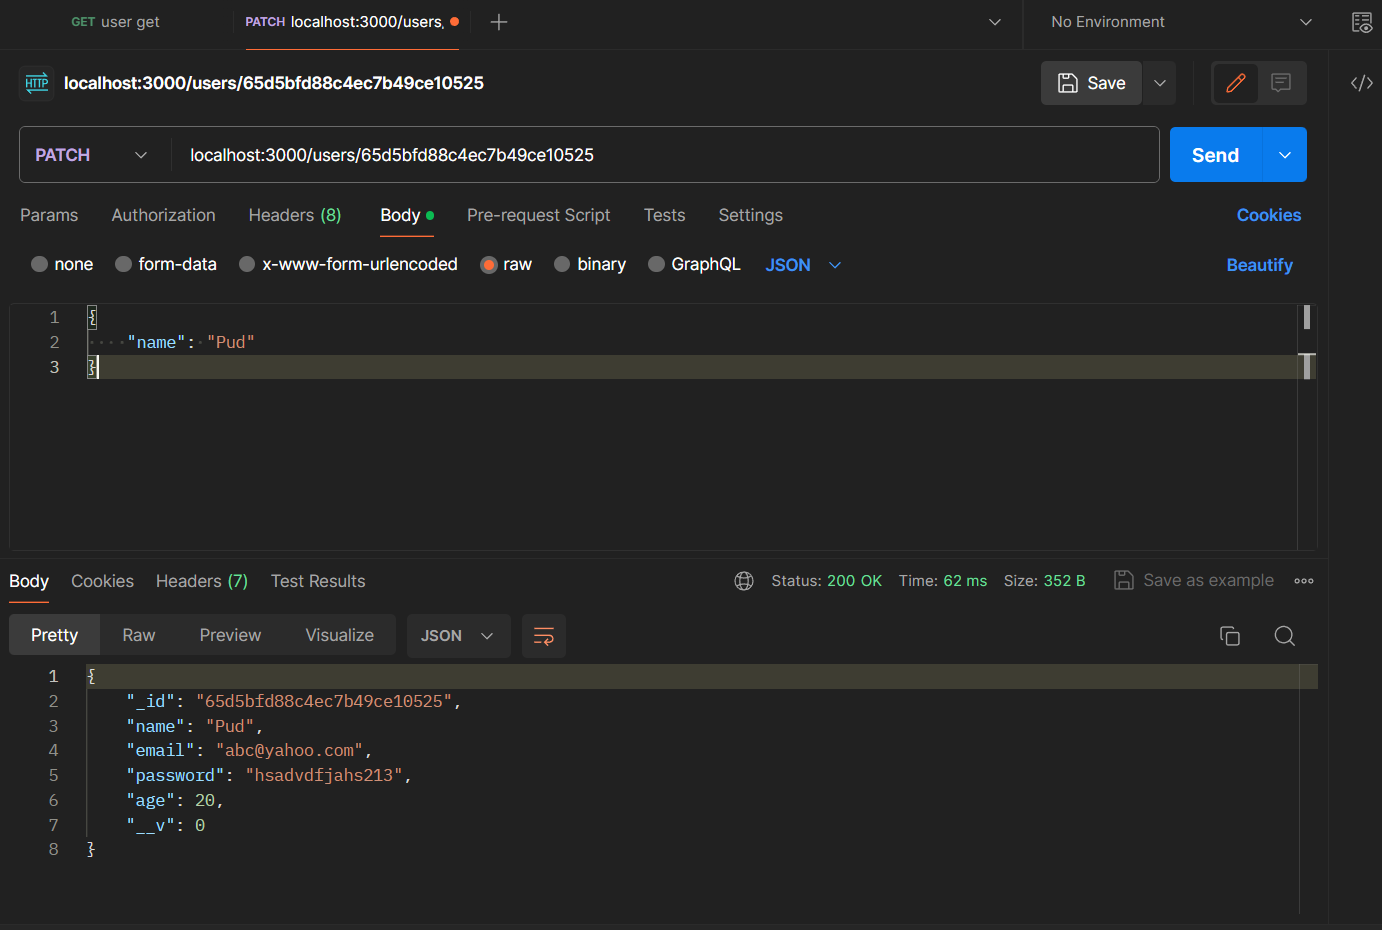 GET user get
PATCH localhost:3000/users,
No Environment
HTTP localhost:3000/users/65d5bfd88c4ec7b49ce10525
Save
PATCH localhost:3000/users/65d5bfd88c4ec7b49ce10525 Send
Params Authorization Headers (8) Body Pre-request Script Tests Settings Cookies
none form-data x-www-form-urlencoded raw binary GraphQL JSON Beautify
1 {
2 "name": "Pud"
3 }
Body Cookies Headers (7) Test Results Status: 200 OK Time: 62 ms Size: 352 B Save as example
Pretty Raw Preview Visualize JSON
1 {
2 "_id": "65d5bfd88c4ec7b49ce10525",
3 "name": "Pud",
4 "email": "abc@yahoo.com",
5 "password": "hsadvdfjahs213",
6 "age": 20,
7 "__v": 0
8 }